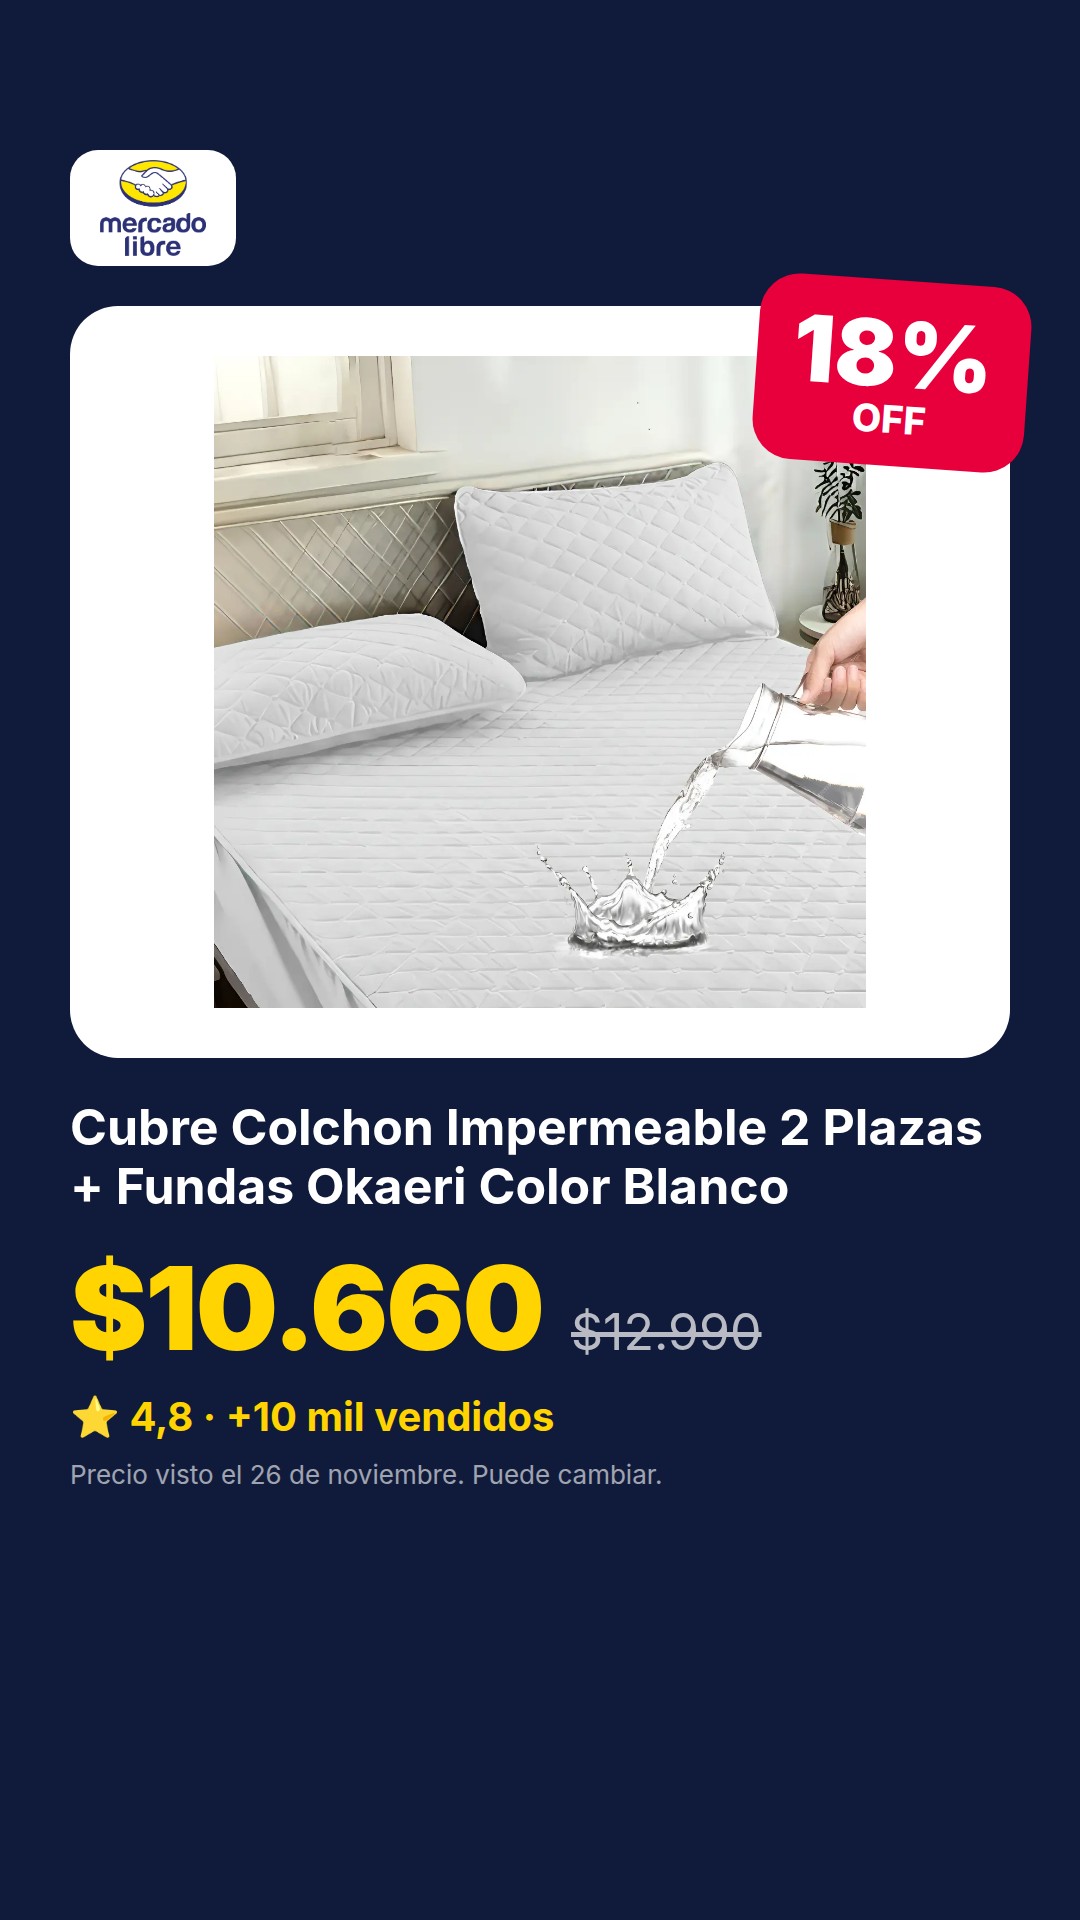 mercado
libre
18%
OFF
Cubre Colchon Impermeable 2 Plazas
+ Fundas Okaeri Color Blanco
$10.660 $12.990
⭐ 4,8 · +10 mil vendidos
Precio visto el 26 de noviembre. Puede cambiar.